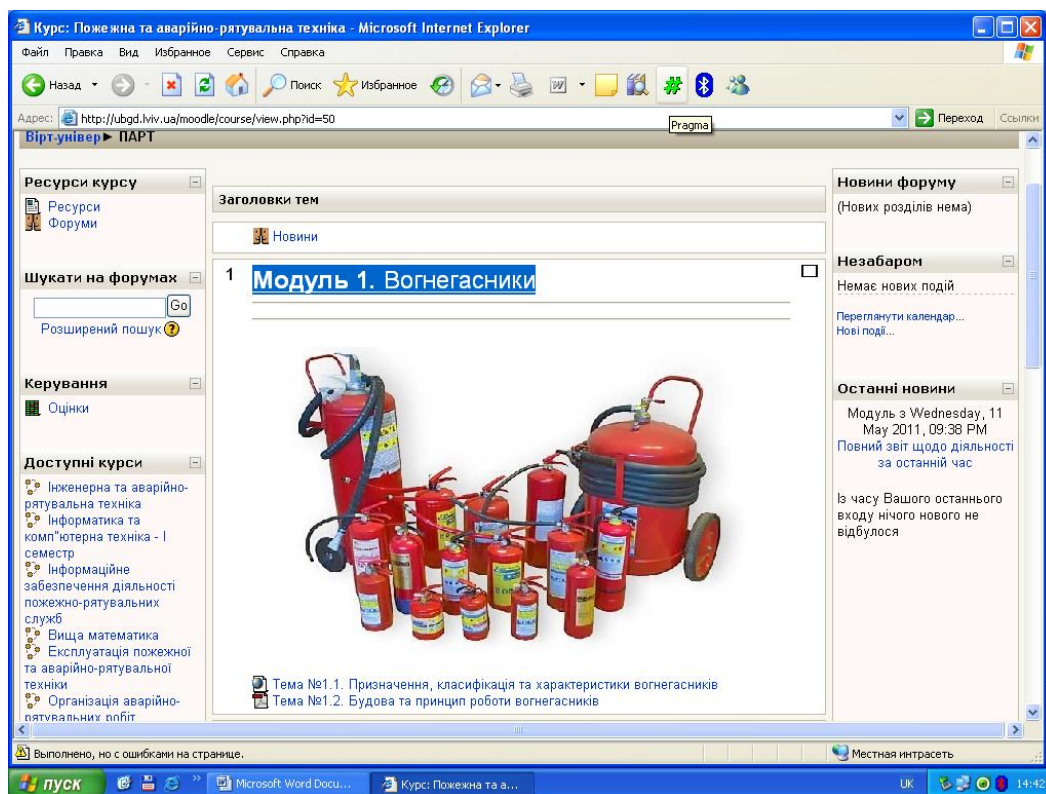 Курс: Пожежна та аварійно-рятувальна техніка - Microsoft Internet Explorer
Файл Правка Вид Избранное Сервис Справка
Назад Поиск Избранное
Адрес: http://ubgd.lviv.ua/moodle/course/view.php?id=50 Переход Ссылки
Pragma
Вірт-універ ► ПАРТ
Ресурси курсу
Ресурси
Форуми
Шукати на форумах
Go
Розширений пошук
Керування
Оцінки
Доступні курси
Інженерна та аварійно-
рятувальна техніка
Інформатика та
комп"ютерна техніка - І
семестр
Інформаційне
забезпечення діяльності
пожежно-рятувальних
служб
Вища математика
Експлуатація пожежної
та аварійно-рятувальної
техніки
Організація аварійно-
рятувальних робіт
Заголовки тем
Новини
1 Модуль 1. Вогнегасники
Тема №1.1. Призначення, класифікація та характеристики вогнегасників
Тема №1.2. Будова та принцип роботи вогнегасників
Новини форуму
(Нових розділів нема)
Незабаром
Немає нових подій
Переглянути календар...
Нові події...
Останні новини
Модуль з Wednesday, 11
May 2011, 09:38 PM
Повний звіт щодо діяльності
за останній час
Із часу Вашого останнього
входу нічого нового не
відбулося
Выполнено, но с ошибками на странице. Местная интрасеть
пуск Microsoft Word Docu... Курс: Пожежна та а... UK 14:42